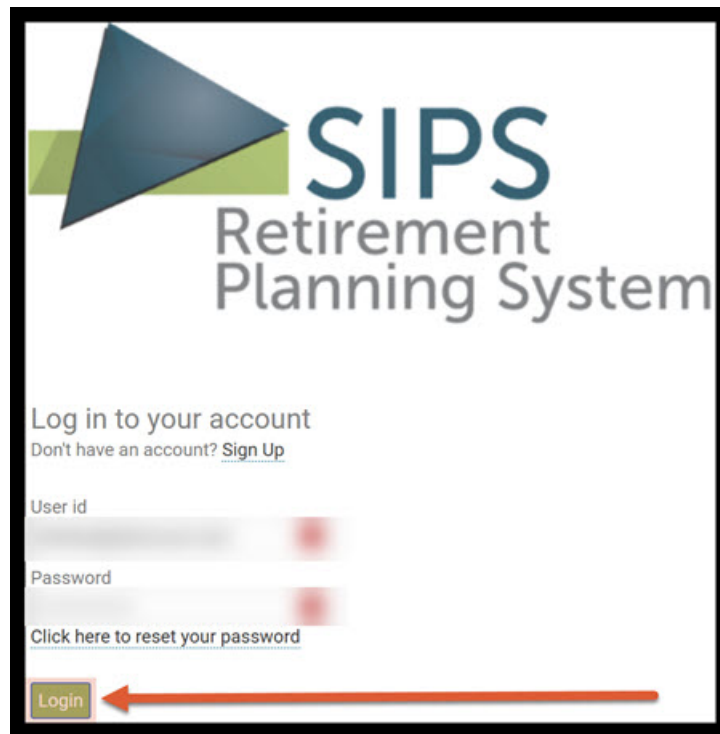 SIPS
Retirement
Planning System
Log in to your account
Don't have an account? Sign Up
User id
Password
Click here to reset your password
Login